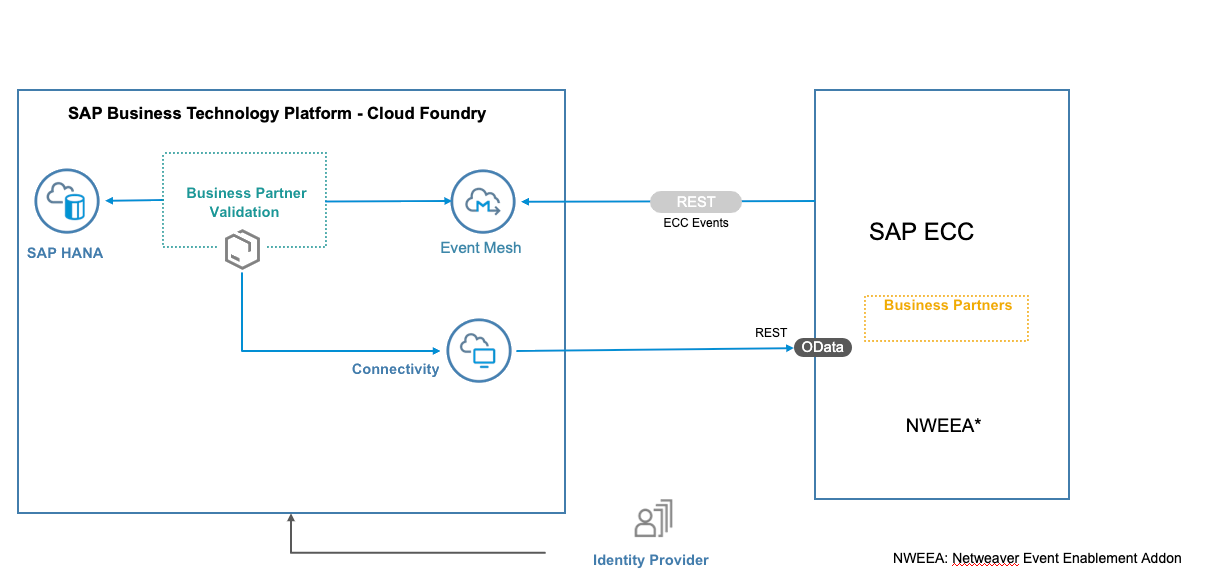 SAP Business Technology Platform - Cloud Foundry
Business Partner
Validation
SAP HANA
Event Mesh
REST
ECC Events
SAP ECC
Business Partners
REST
OData
Connectivity
NWEEA*
Identity Provider
NWEEA: Netweaver Event Enablement Addon